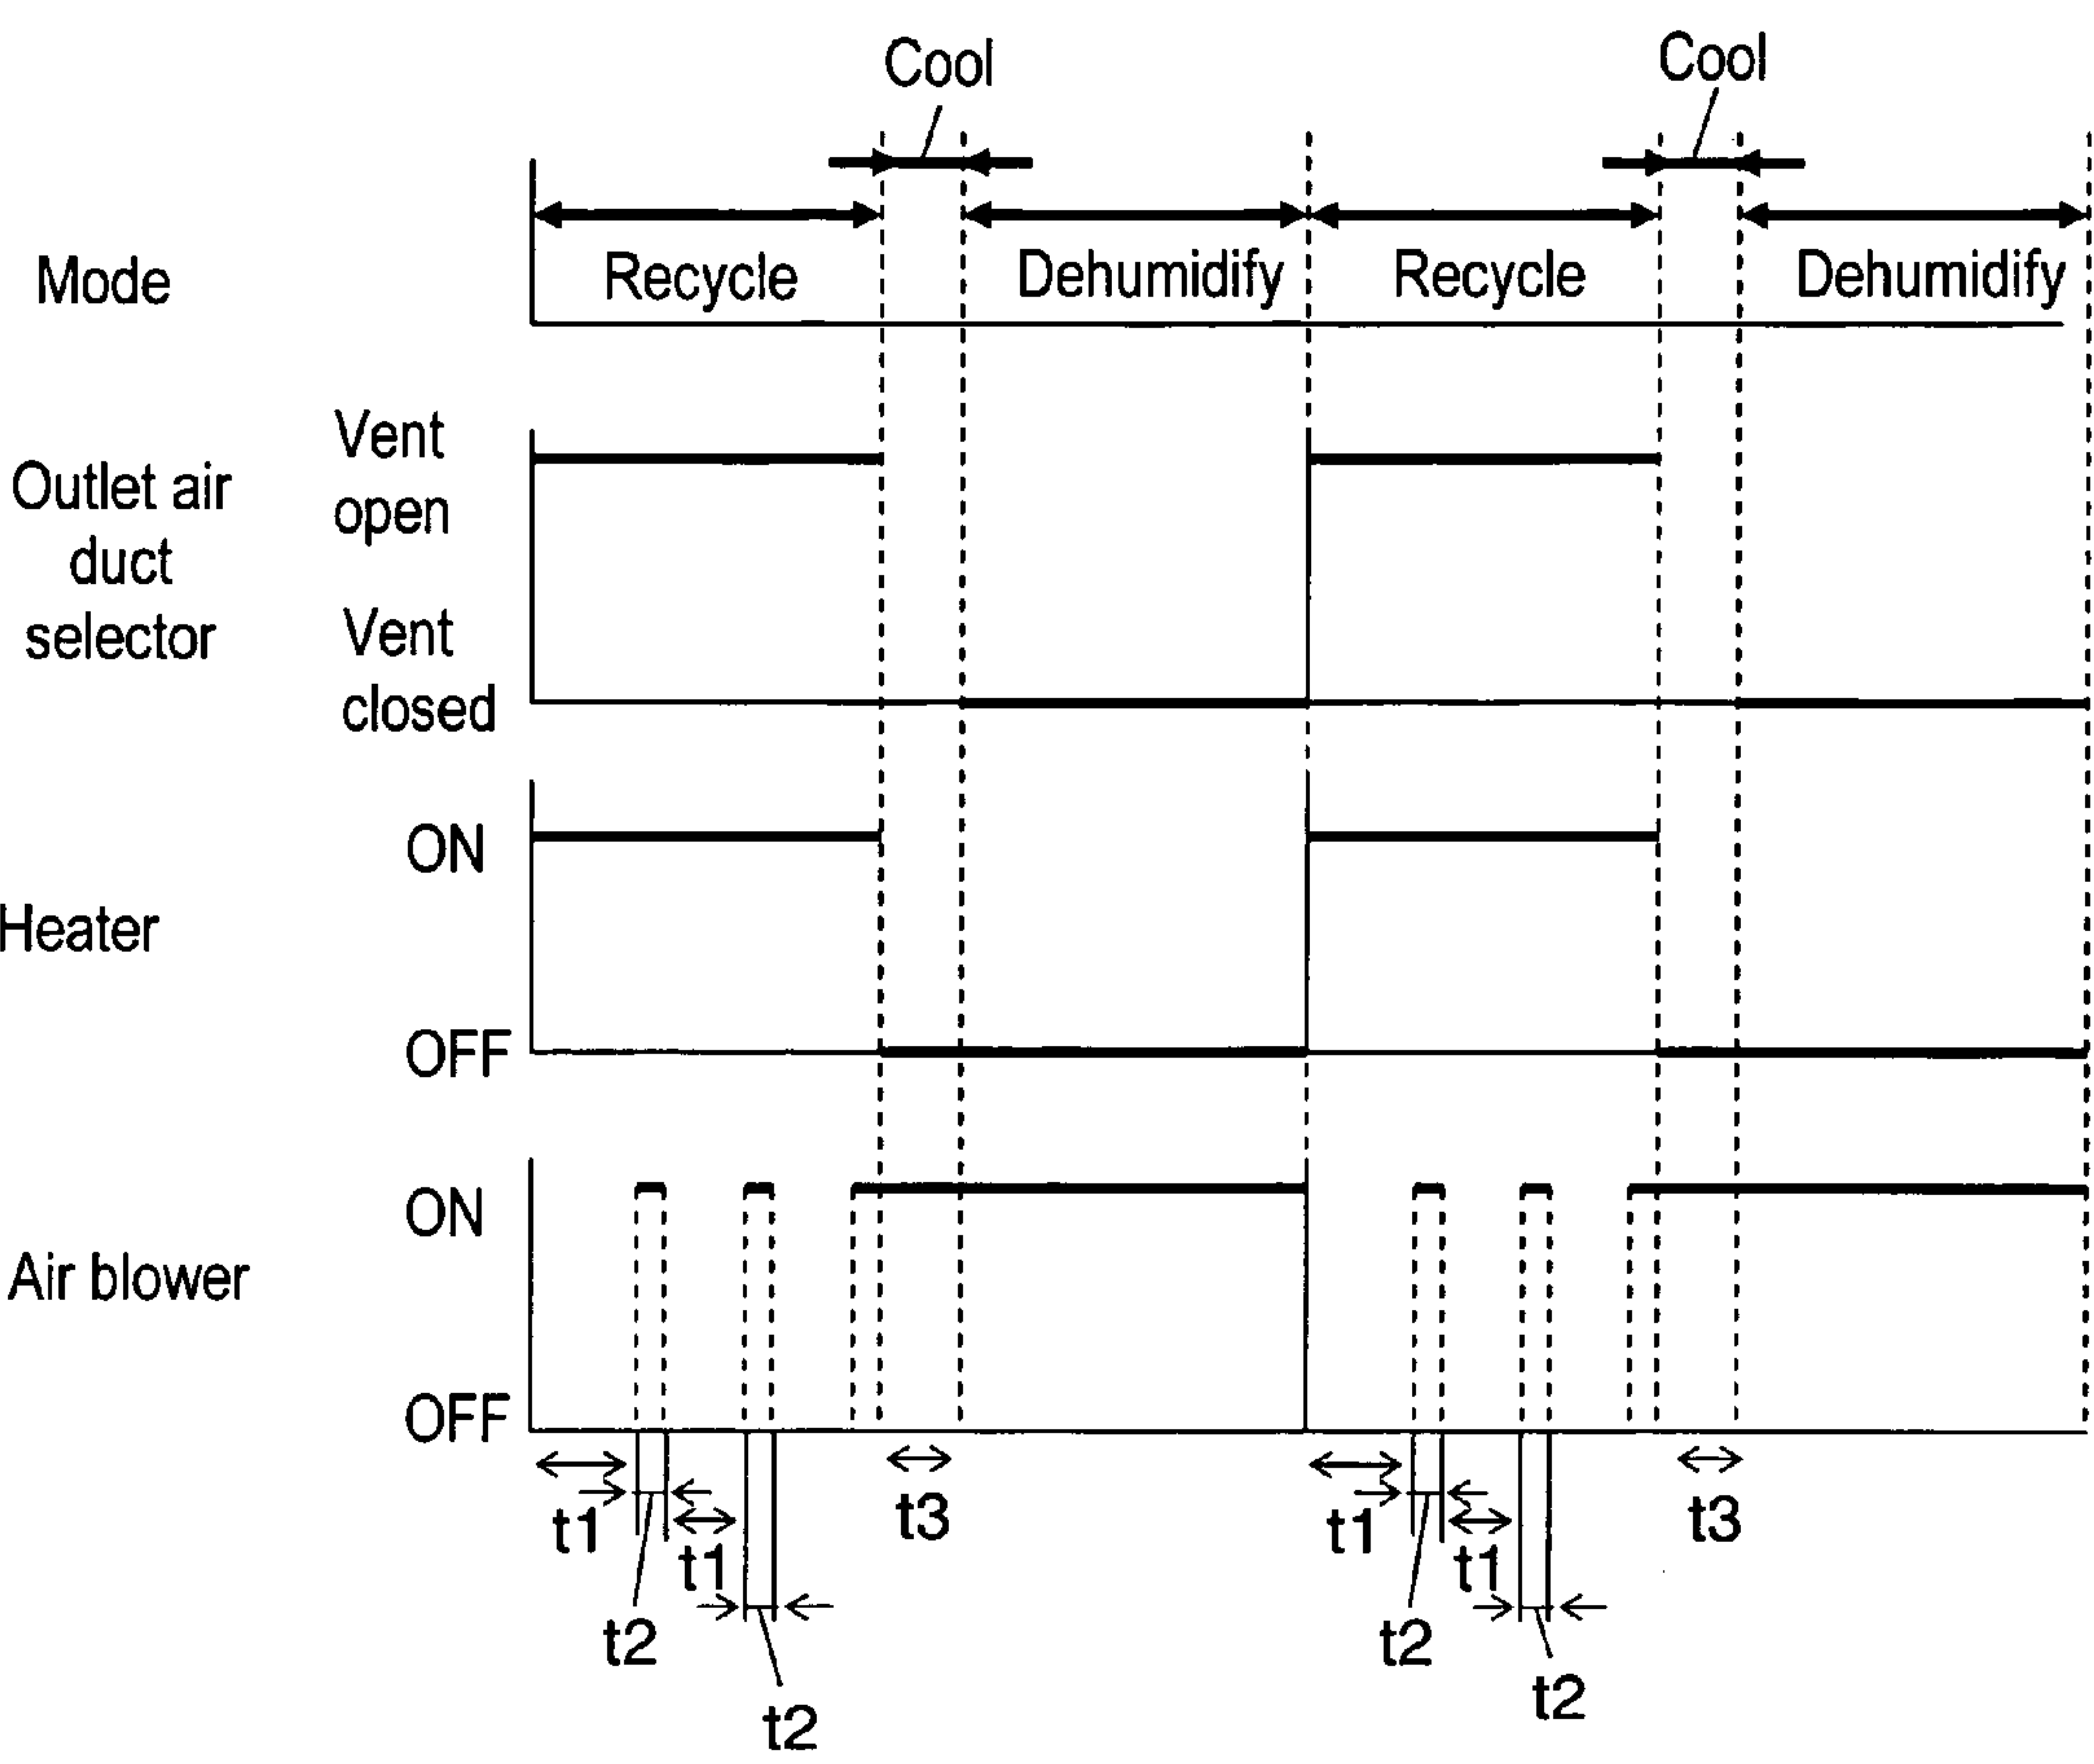 Cool
Cool
Mode
Recycle
Dehumidify
Recycle
Dehumidify
Outlet air
duct
selector
Vent
open
Vent
closed
Heater
ON
OFF
Air blower
ON
OFF
t1
t2
t1
t2
t3
t1
t2
t1
t2
t3